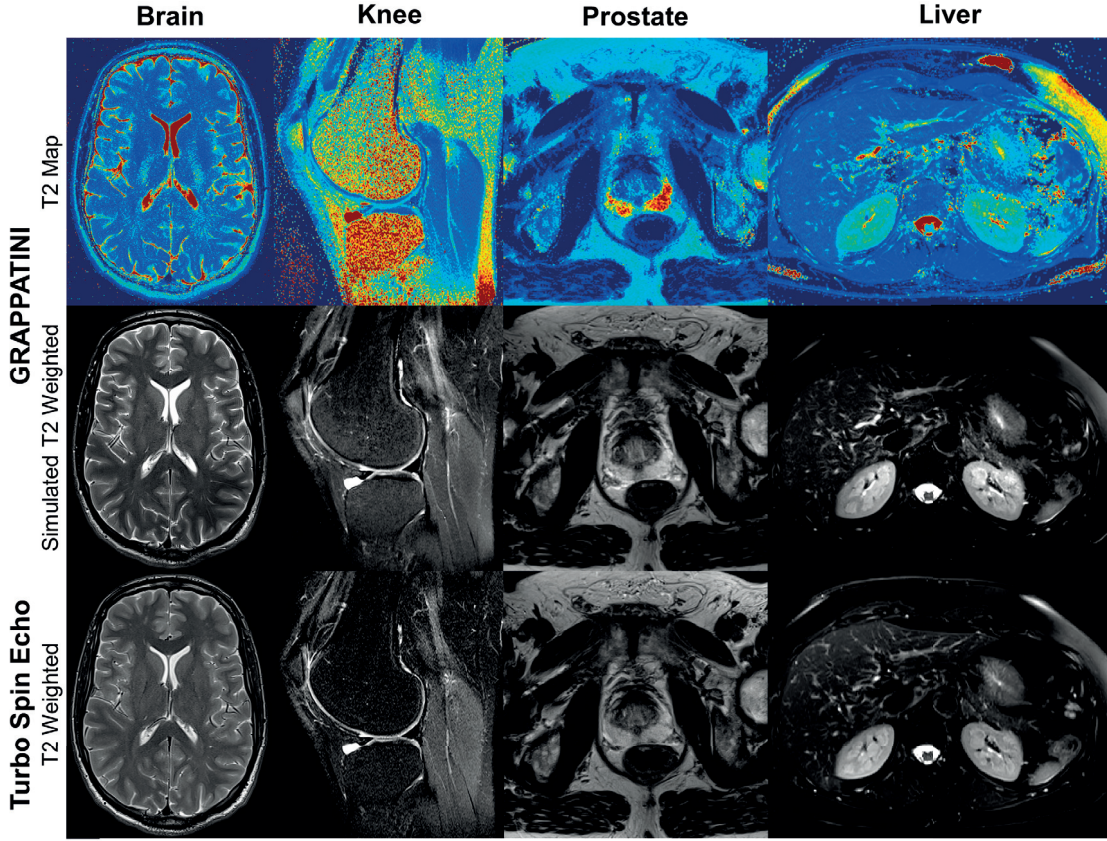 Brain Knee Prostate Liver
GRAPPATINI
T2 Map
Simulated T2 Weighted
Turbo Spin Echo
T2 Weighted